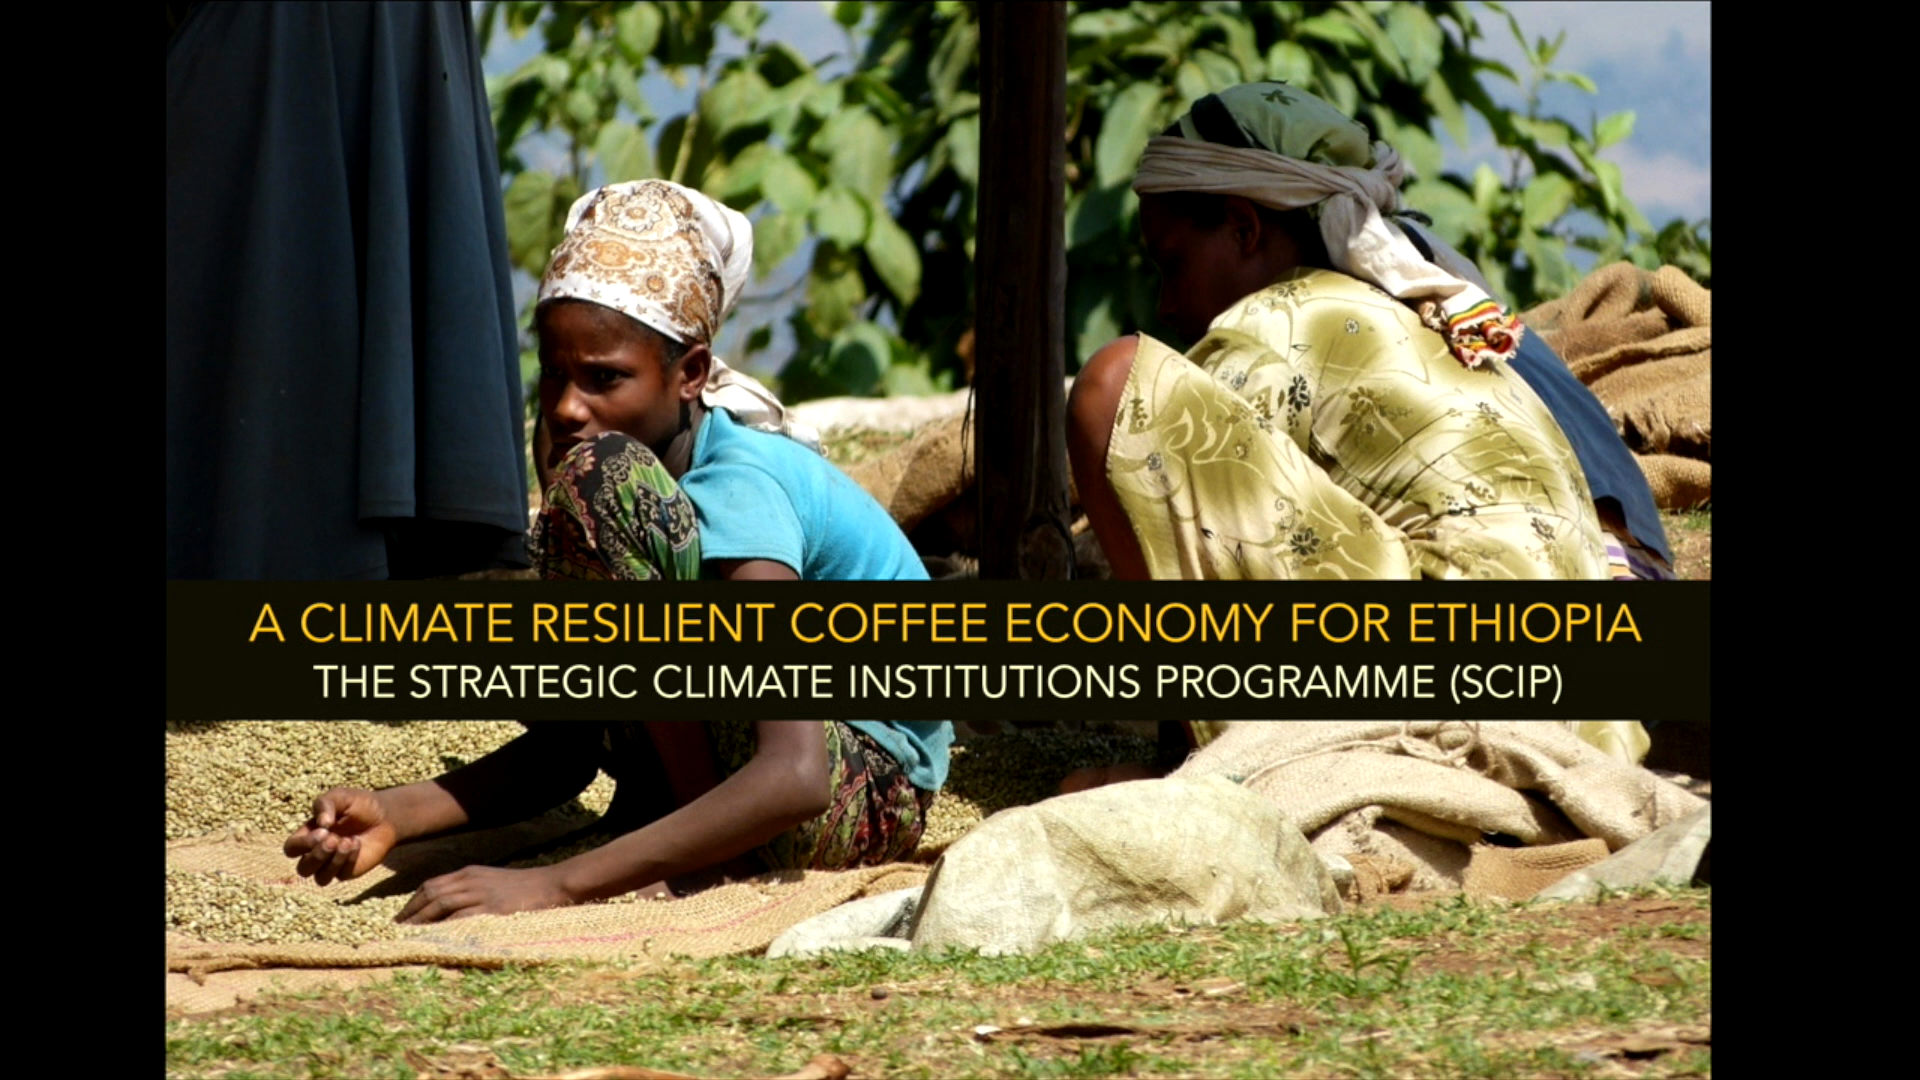 A CLIMATE RESILIENT COFFEE ECONOMY FOR ETHIOPIA
THE STRATEGIC CLIMATE INSTITUTIONS PROGRAMME (SCIP)